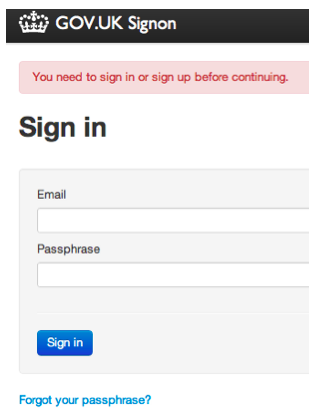 GOV.UK Signon
You need to sign in or sign up before continuing.
Sign in
Email
Passphrase
Sign in
Forgot your passphrase?